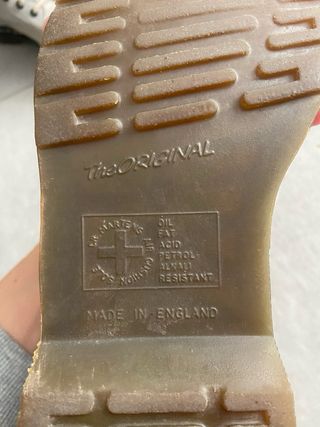 The ORIGINAL
Dr. MARTENS AIR CUSHION SOLE
OIL
FAT
ACID
PETROL
ALKALI
RESISTANT
MADE IN ENGLAND